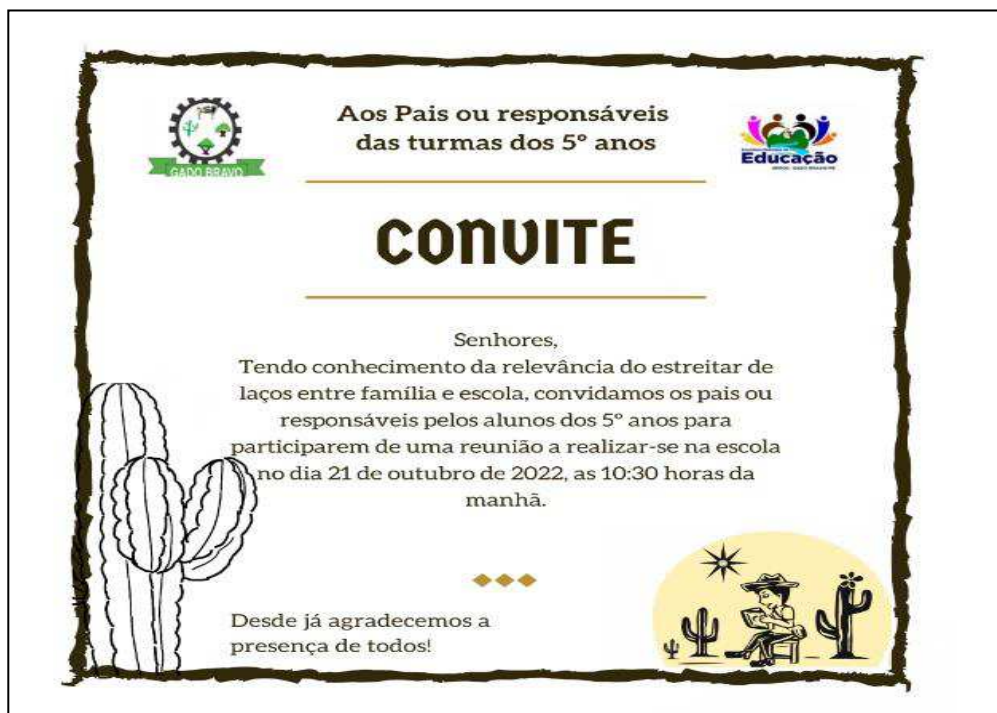 Aos Pais ou responsáveis
das turmas dos 5º anos
GADO BRAVO
Educação
CONVITE
Senhores,
Tendo conhecimento da relevância do estreitar de
laços entre família e escola, convidamos os pais ou
responsáveis pelos alunos dos 5º anos para
participarem de uma reunião a realizar-se na escola
no dia 21 de outubro de 2022, as 10:30 horas da
manhã.
Desde já agradecemos a
presença de todos!